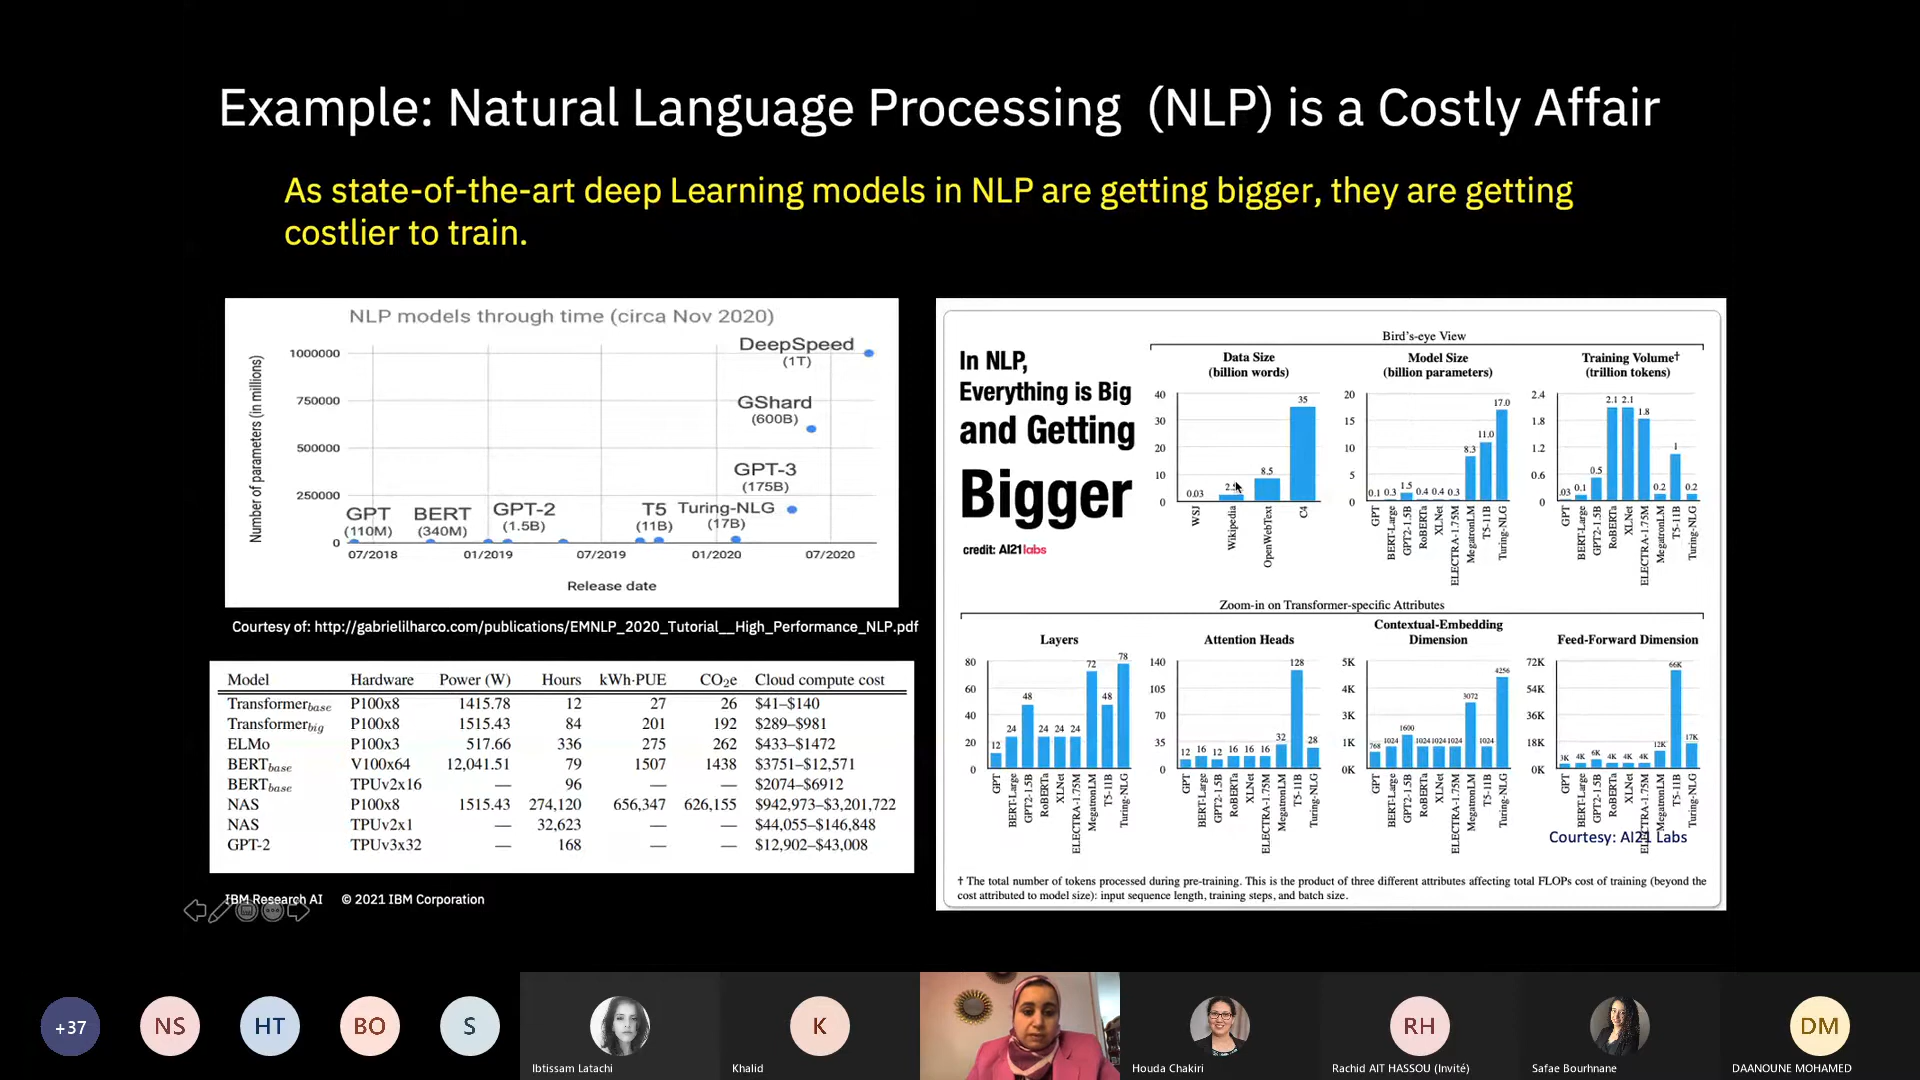 Example: Natural Language Processing (NLP) is a Costly Affair
As state-of-the-art deep Learning models in NLP are getting bigger, they are getting
costlier to train.
NLP models through time (circa Nov 2020)
Number of parameters (in millions)
1000000
750000
500000
250000
0
DeepSpeed
(1T)
GShard
(600B)
GPT-3
(175B)
GPT
(110M)
BERT
(340M)
GPT-2
(1.5B)
T5
(11B)
Turing-NLG
(17B)
07/2018 01/2019 07/2019 01/2020 07/2020
Release date
Courtesy of: http://gabrielilharco.com/publications/EMNLP_2020_Tutorial__High_Performance_NLP.pdf
Model Hardware Power (W) Hours kWh·PUE CO2e Cloud compute cost
Transformerbase P100x8 1415.78 12 27 26 $41–$140
Transformerbig P100x8 1515.43 84 201 192 $289–$981
ELMo P100x3 517.66 336 275 262 $433–$1472
BERTbase V100x64 12,041.51 79 1507 1438 $3751–$12,571
BERTbase TPUv2x16 — 96 — — $2074–$6912
NAS P100x8 1515.43 274,120 656,347 626,155 $942,973–$3,201,722
NAS TPUv2x1 — 32,623 — — $44,055–$146,848
GPT-2 TPUv3x32 — 168 — — $12,902–$43,008
IBM Research AI © 2021 IBM Corporation
In NLP,
Everything is Big
and Getting
Bigger
credit: AI21labs
Bird's-eye View
Data Size
(billion words)
40
30
20
10
0
0.03 8.5 35
WSJ Wikipedia OpenWebText C4
Model Size
(billion parameters)
20
15
10
5
0
0.1 0.3 1.5 0.4 0.4 0.3 8.3 11.0 17.0
GPT BERT-Large GPT2-1.5B RoBERTa XLNet ELECTRA-1.75M MegatronLM T5-11B Turing-NLG
Training Volume†
(trillion tokens)
2.4
1.8
1.2
0.6
0
.03 0.1 0.5 2.1 2.1 1.8 0.2 1 0.2
GPT BERT-Large GPT2-1.5B RoBERTa XLNet ELECTRA-1.75M MegatronLM T5-11B Turing-NLG
Zoom-in on Transformer-specific Attributes
Layers
80
60
40
20
0
12 24 48 24 24 24 72 48 78
GPT BERT-Large GPT2-1.5B RoBERTa XLNet ELECTRA-1.75M MegatronLM T5-11B Turing-NLG
Attention Heads
140
105
70
35
0
12 16 12 16 16 16 32 128 28
GPT BERT-Large GPT2-1.5B RoBERTa XLNet ELECTRA-1.75M MegatronLM T5-11B Turing-NLG
Contextual-Embedding
Dimension
5K
4K
3K
1K
0K
768 1024 1600 1024 1024 1024 3072 1024 4256
GPT BERT-Large GPT2-1.5B RoBERTa XLNet ELECTRA-1.75M MegatronLM T5-11B Turing-NLG
Feed-Forward Dimension
72K
54K
36K
18K
0K
3K 4K 6K 4K 4K 4K 12K 66K 17K
GPT BERT-Large GPT2-1.5B RoBERTa XLNet ELECTRA-1.75M MegatronLM T5-11B Turing-NLG
Courtesy: AI21 Labs
† The total number of tokens processed during pre-training. This is the product of three different attributes affecting total FLOPs cost of training (beyond the
cost attributed to model size): input sequence length, training steps, and batch size.
+37 NS HT BO S K RH DM
Ibtissam Latachi Khalid Houda Chakiri Rachid AIT HASSOU (Invité) Safae Bourhnane DAANOUNE MOHAMED